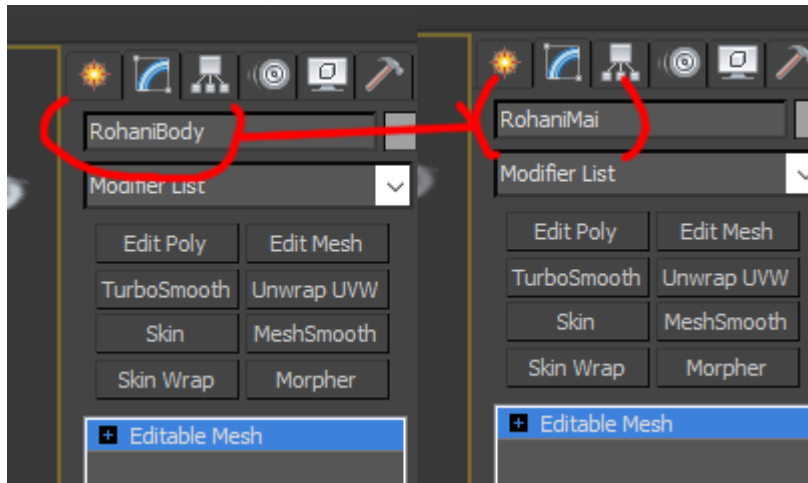 RohaniBody
Modifier List
Edit Poly Edit Mesh
TurboSmooth Unwrap UVW
Skin MeshSmooth
Skin Wrap Morpher
Editable Mesh
RohaniMai
Modifier List
Edit Poly Edit Mesh
TurboSmooth Unwrap UVW
Skin MeshSmooth
Skin Wrap Morpher
Editable Mesh